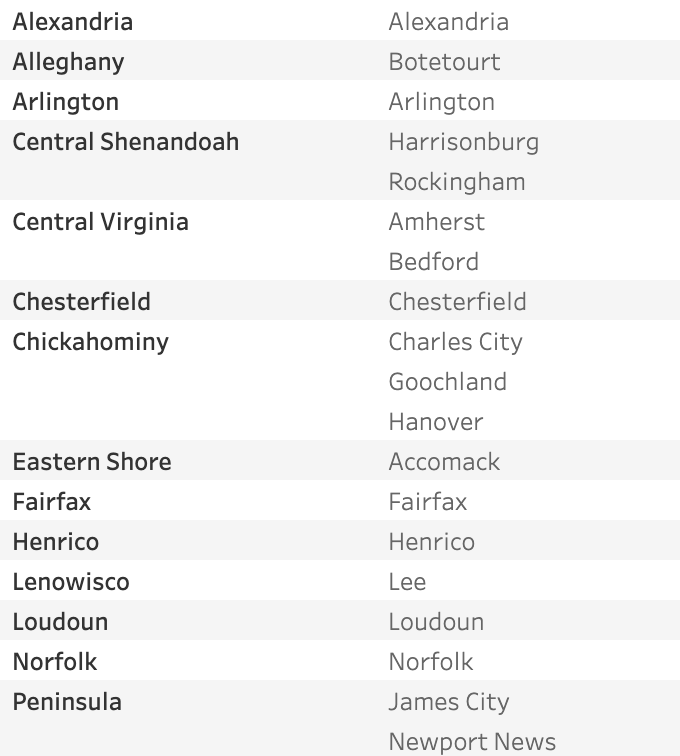 Alexandria Alexandria
Alleghany Botetourt
Arlington Arlington
Central Shenandoah Harrisonburg
Rockingham
Central Virginia Amherst
Bedford
Chesterfield Chesterfield
Chickahominy Charles City
Goochland
Hanover
Eastern Shore Accomack
Fairfax Fairfax
Henrico Henrico
Lenowisco Lee
Loudoun Loudoun
Norfolk Norfolk
Peninsula James City
Newport News